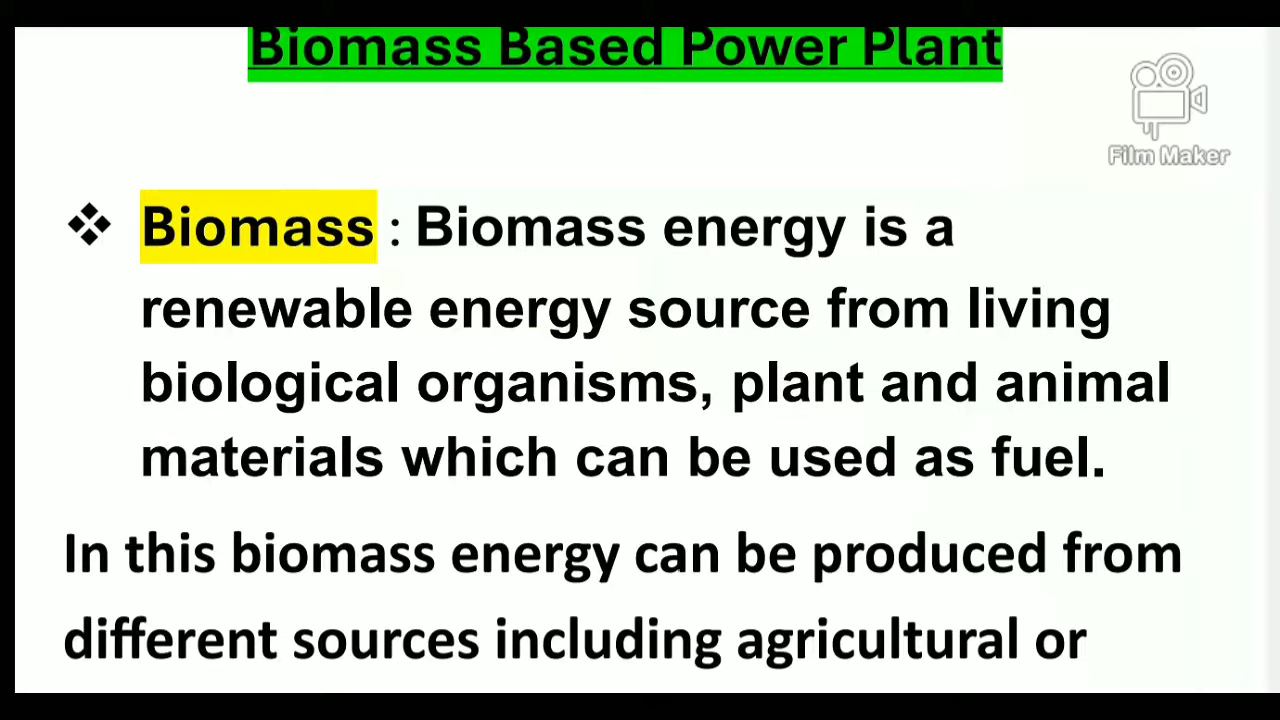 Biomass Based Power Plant
Film Maker
❖ Biomass : Biomass energy is a
renewable energy source from living
biological organisms, plant and animal
materials which can be used as fuel.
In this biomass energy can be produced from
different sources including agricultural or